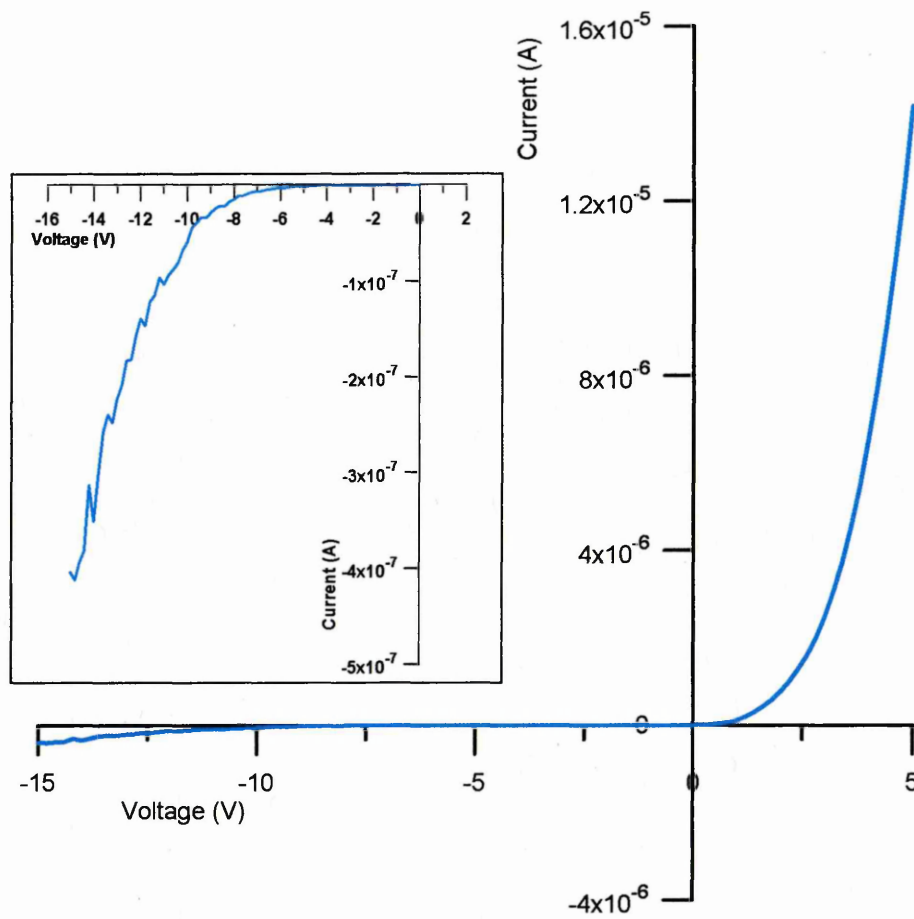 1.6x10⁻⁵
Current (A)
1.2x10⁻⁵
8x10⁻⁶
4x10⁻⁶
0
-4x10⁻⁶
-15
-10
-5
0
5
Voltage (V)
-16 -14 -12 -10 -8 -6 -4 -2 0 2
Voltage (V)
-1x10⁻⁷
-2x10⁻⁷
-3x10⁻⁷
-4x10⁻⁷
-5x10⁻⁷
Current (A)